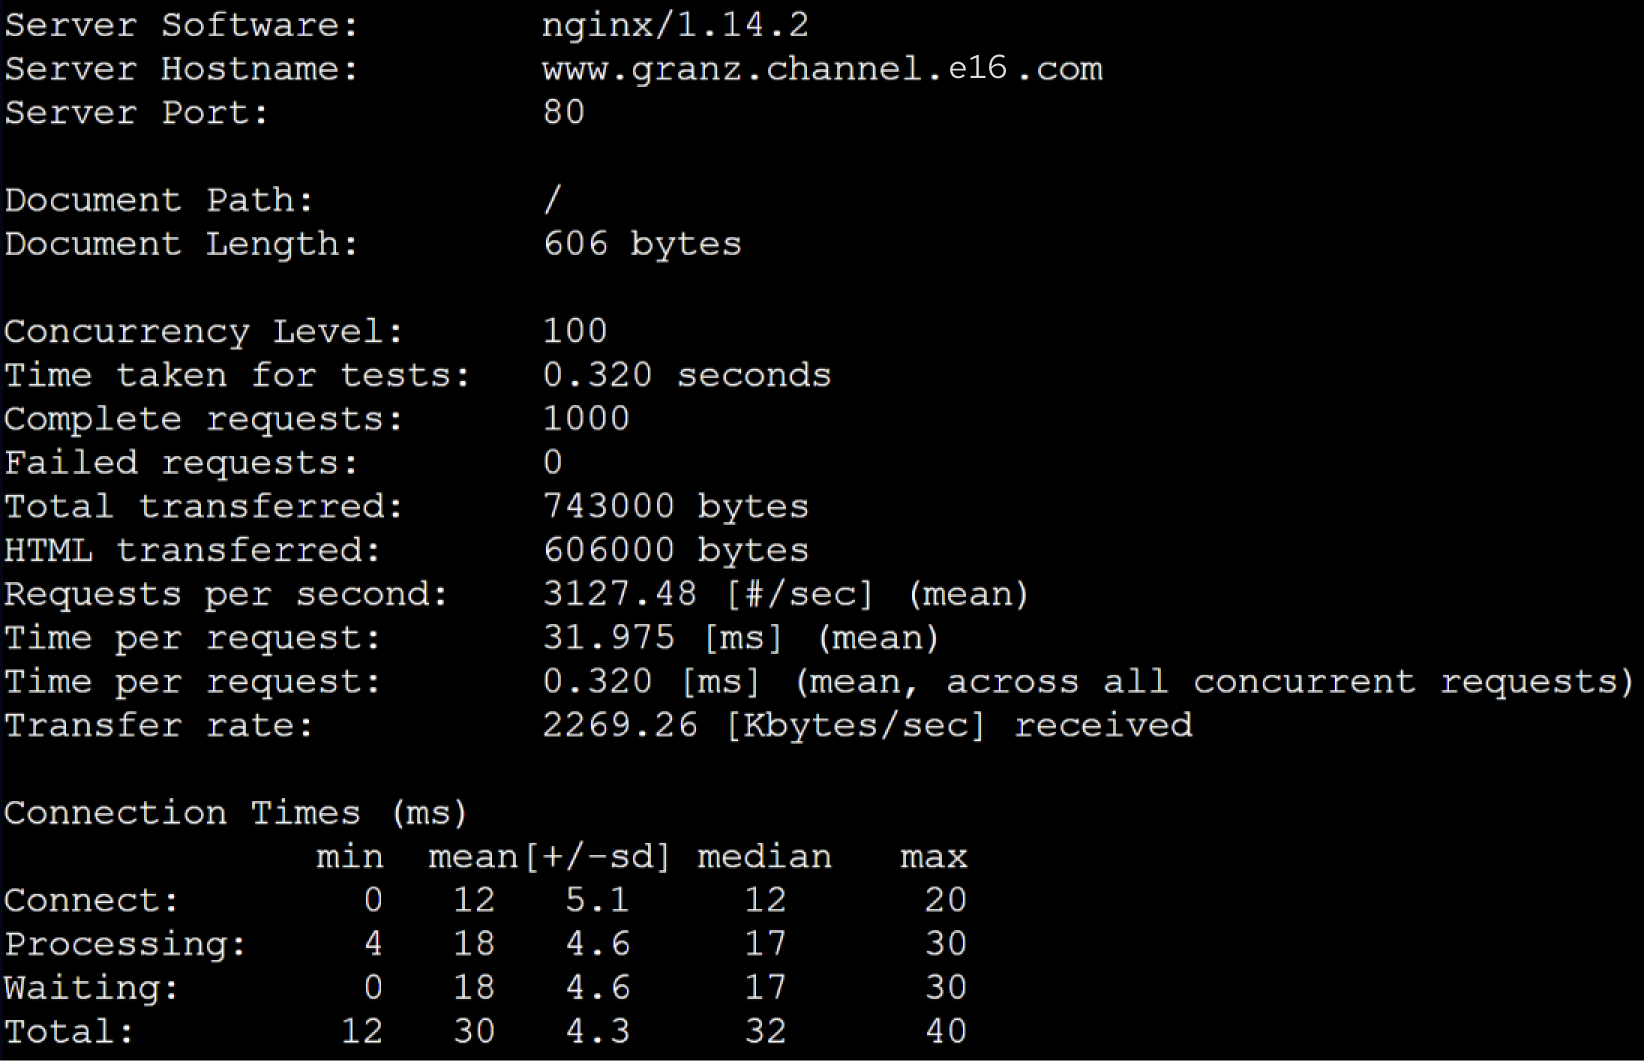 Server Software: nginx/1.14.2
Server Hostname: www.granz.channel.e16.com
Server Port: 80
Document Path: /
Document Length: 606 bytes
Concurrency Level: 100
Time taken for tests: 0.320 seconds
Complete requests: 1000
Failed requests: 0
Total transferred: 743000 bytes
HTML transferred: 606000 bytes
Requests per second: 3127.48 [#/sec] (mean)
Time per request: 31.975 [ms] (mean)
Time per request: 0.320 [ms] (mean, across all concurrent requests)
Transfer rate: 2269.26 [Kbytes/sec] received
Connection Times (ms)
min mean[+/-sd] median max
Connect: 0 12 5.1 12 20
Processing: 4 18 4.6 17 30
Waiting: 0 18 4.6 17 30
Total: 12 30 4.3 32 40